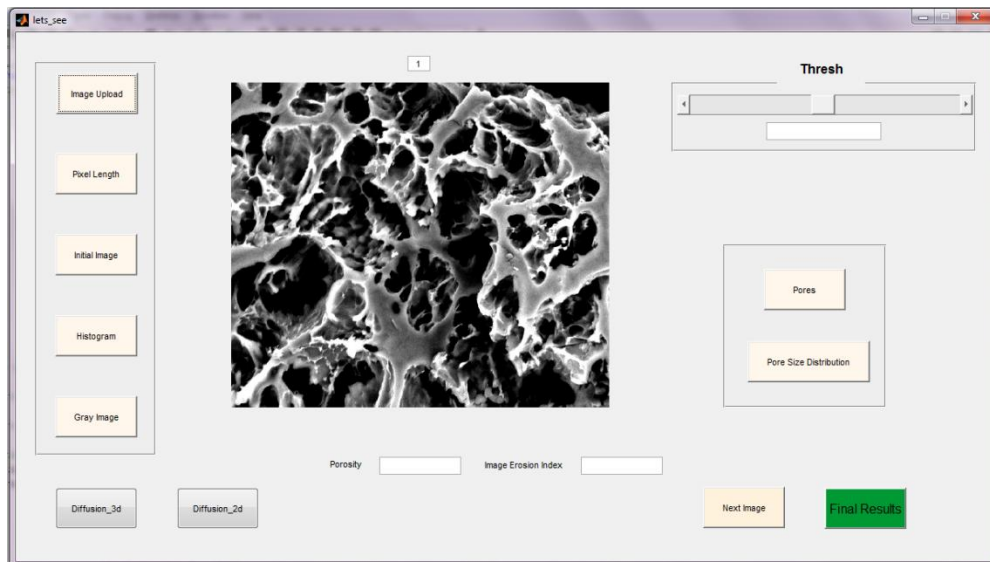 lets_see
1
Thresh
Image Upload
Pixel Length
Initial Image
Histogram
Gray Image
Pores
Pore Size Distribution
Porosity
Image Erosion Index
Diffusion_3d
Diffusion_2d
Next Image
Final Results